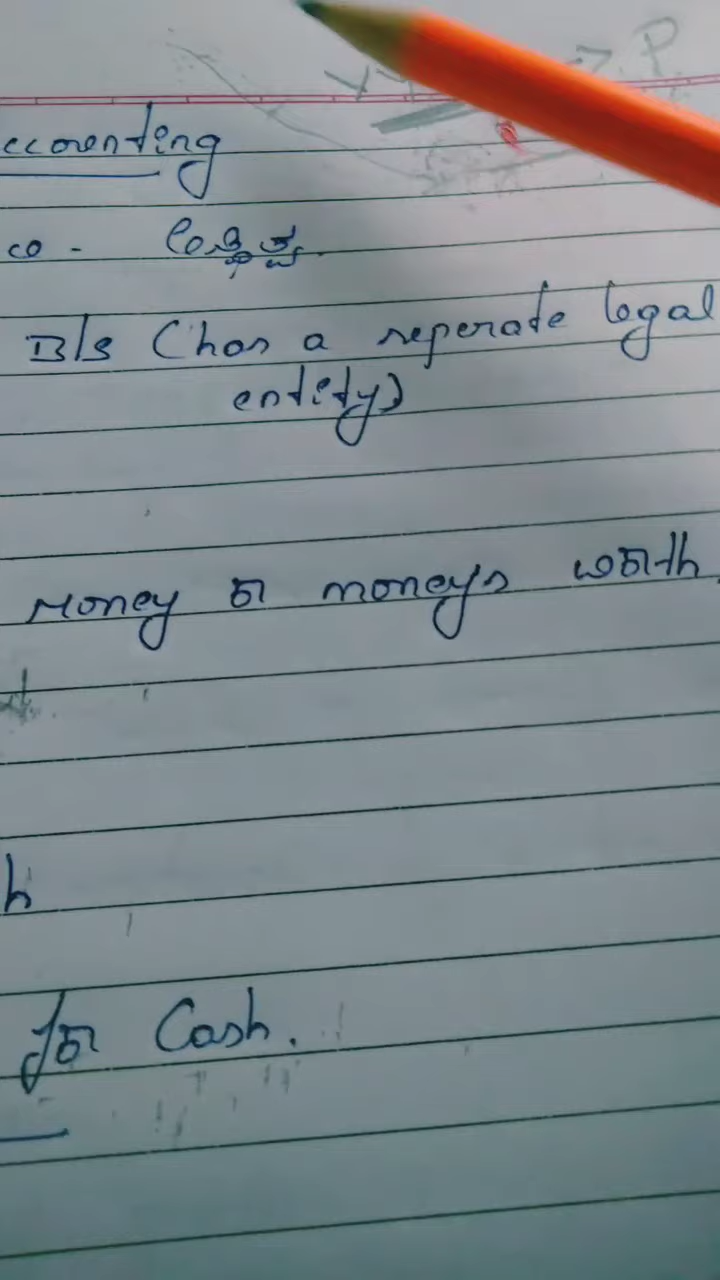 ccounting
co -
B/s (has a seperate legal
entity)
Money or moneys worth.
h
for Cash.